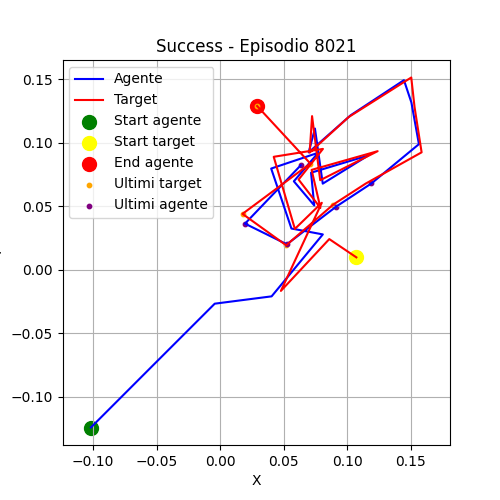 Success - Episodio 8021
Agente
Target
Start agente
Start target
End agente
Ultimi target
Ultimi agente
0.15
0.10
0.05
0.00
−0.05
−0.10
−0.10
−0.05
0.00
0.05
0.10
0.15
X